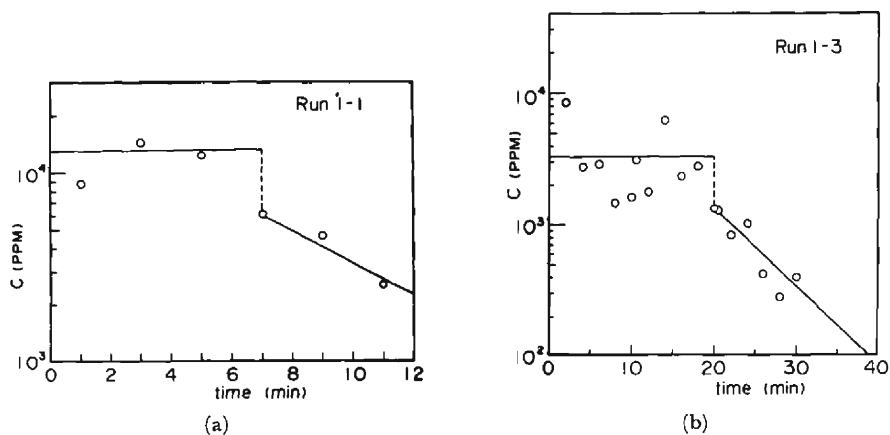 Run 1-1
10⁴
10³
C (PPM)
0 2 4 6 8 10 12
time (min)
(a)
Run 1-3
10⁴
10³
10²
C (PPM)
0 10 20 30 40
time (min)
(b)